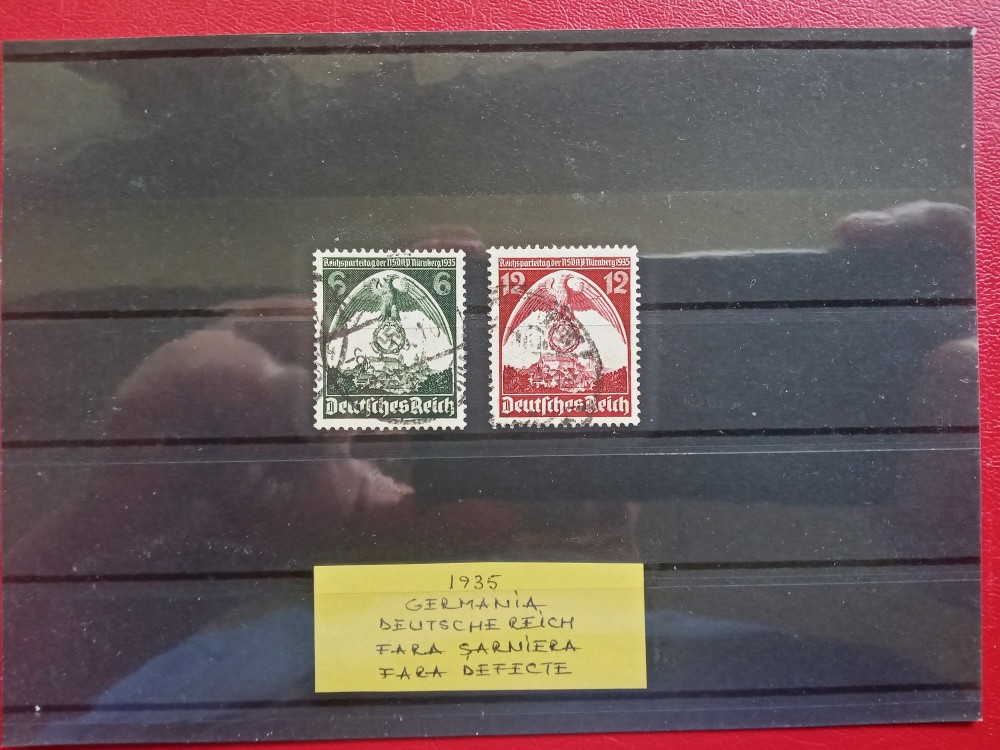 Reichsparteitag der NSDAP Nürnberg 1935
6 6
Deutsches Reich
Reichsparteitag der NSDAP Nürnberg 1935
12 12
Deutsches Reich
1935
GERMANIA
DEUTSCHE REICH
FARA ȘARNIERA
FARA DEFECTE